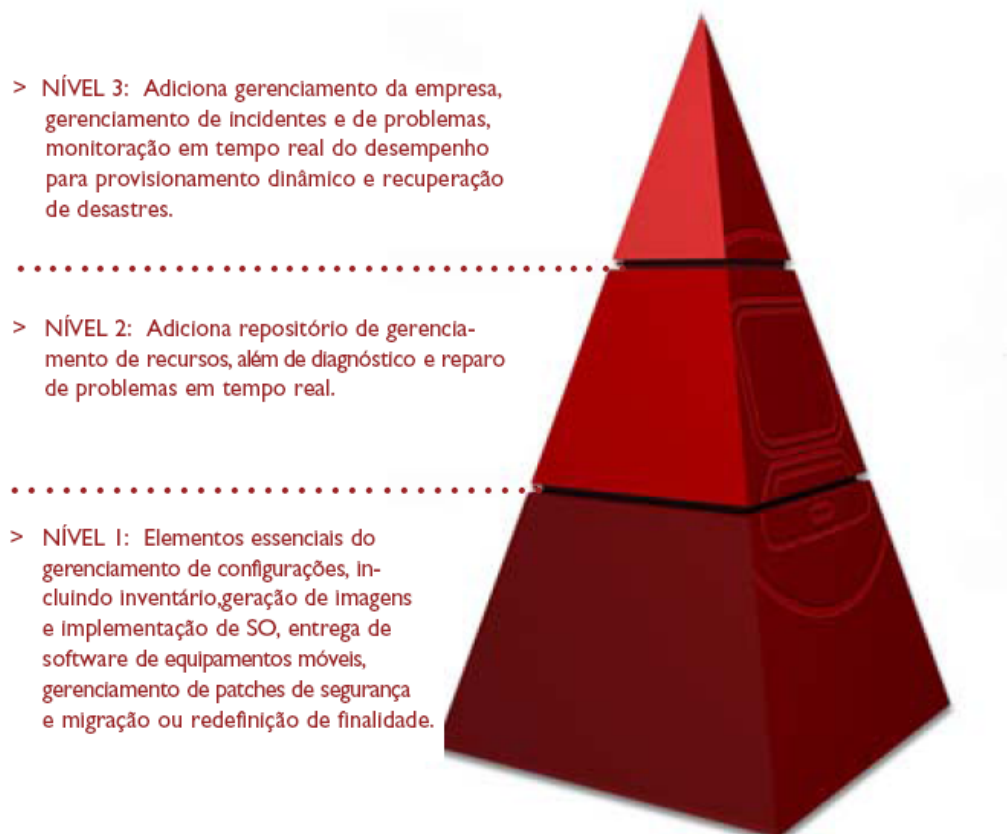 > NÍVEL 3: Adiciona gerenciamento da empresa,
gerenciamento de incidentes e de problemas,
monitoração em tempo real do desempenho
para provisionamento dinâmico e recuperação
de desastres.
> NÍVEL 2: Adiciona repositório de gerencia-
mento de recursos, além de diagnóstico e reparo
de problemas em tempo real.
> NÍVEL 1: Elementos essenciais do
gerenciamento de configurações, in-
cluindo inventário,geração de imagens
e implementação de SO, entrega de
software de equipamentos móveis,
gerenciamento de patches de segurança
e migração ou redefinição de finalidade.